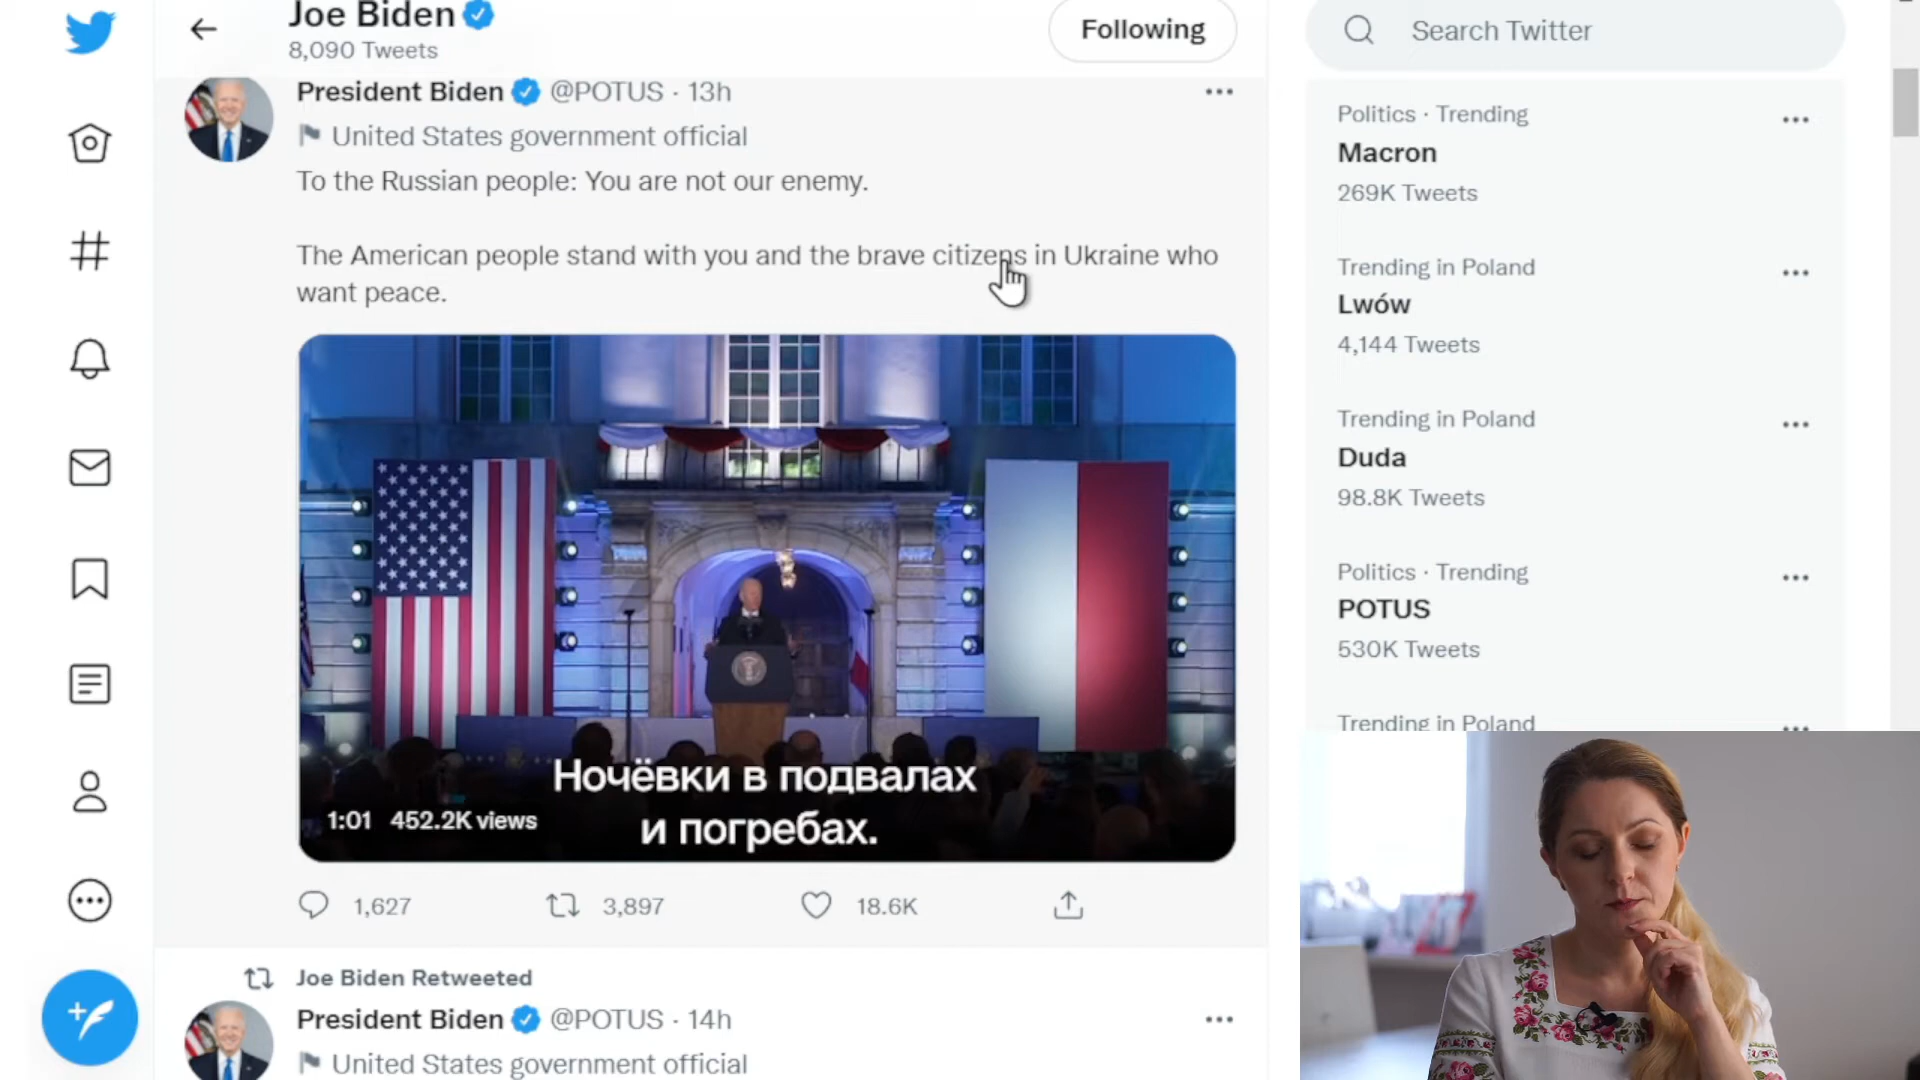 Joe Biden
8,090 Tweets
Following
Search Twitter
President Biden @POTUS · 13h
United States government official
To the Russian people: You are not our enemy.
The American people stand with you and the brave citizens in Ukraine who
want peace.
Ночёвки в подвалах
и погребах.
1:01 452.2K views
1,627
3,897
18.6K
Joe Biden Retweeted
President Biden @POTUS · 14h
United States government official
Politics · Trending
Macron
269K Tweets
Trending in Poland
Lwów
4,144 Tweets
Trending in Poland
Duda
98.8K Tweets
Politics · Trending
POTUS
530K Tweets
Trending in Poland